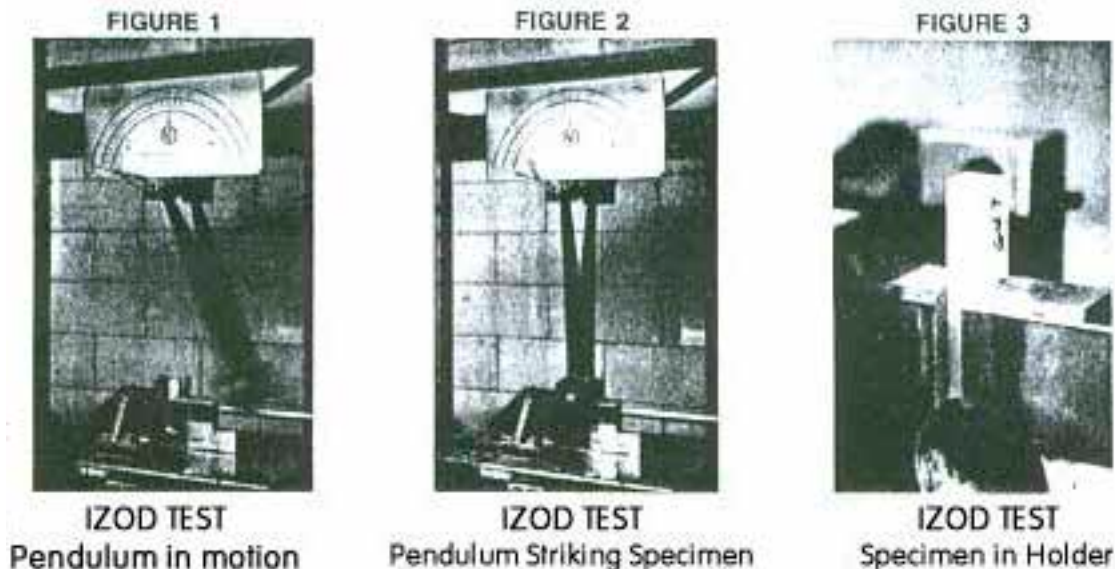 FIGURE 1
IZOD TEST
Pendulum in motion
FIGURE 2
IZOD TEST
Pendulum Striking Specimen
FIGURE 3
IZOD TEST
Specimen in Holder